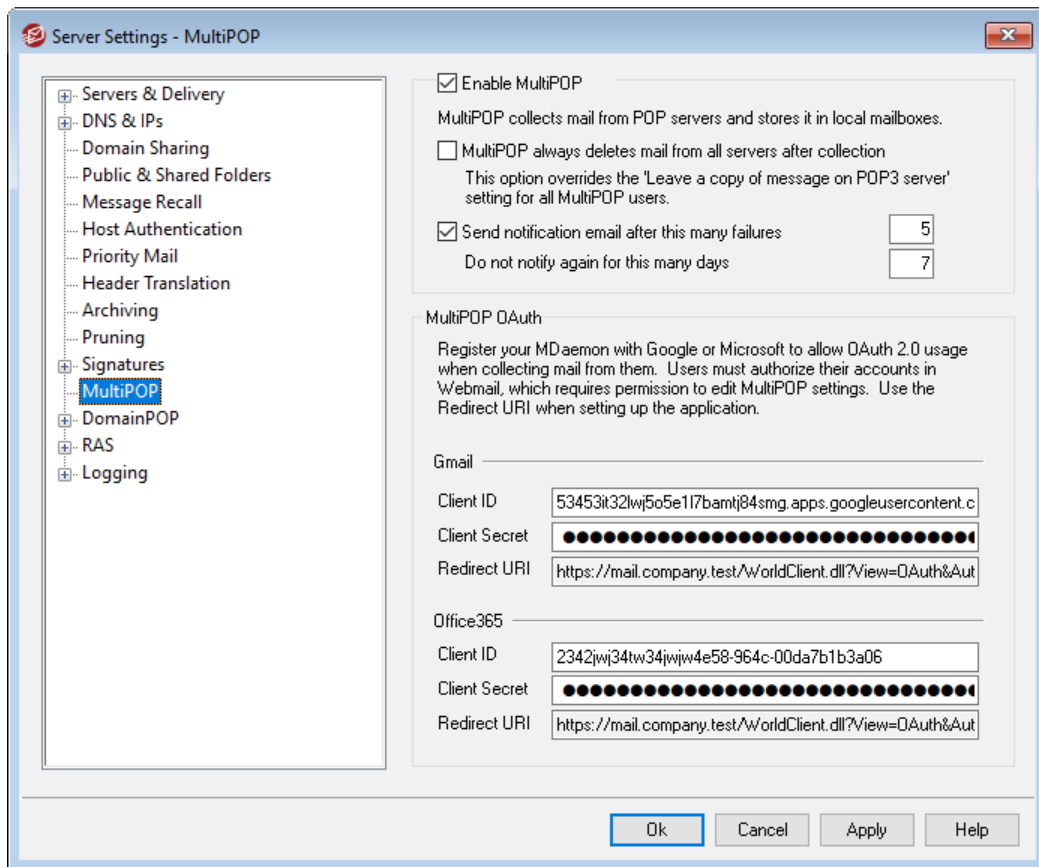 Server Settings - MultiPOP
Servers & Delivery
DNS & IPs
Domain Sharing
Public & Shared Folders
Message Recall
Host Authentication
Priority Mail
Header Translation
Archiving
Pruning
Signatures
MultiPOP
DomainPOP
RAS
Logging
Enable MultiPOP
MultiPOP collects mail from POP servers and stores it in local mailboxes.
MultiPOP always deletes mail from all servers after collection
This option overrides the 'Leave a copy of message on POP3 server'
setting for all MultiPOP users.
Send notification email after this many failures 5
Do not notify again for this many days 7
MultiPOP OAuth
Register your MDaemon with Google or Microsoft to allow OAuth 2.0 usage
when collecting mail from them. Users must authorize their accounts in
Webmail, which requires permission to edit MultiPOP settings. Use the
Redirect URI when setting up the application.
Gmail
Client ID 53453it32lwj5o5e1l7bamtj84smg.apps.googleusercontent.c
Client Secret
Redirect URI https://mail.company.test/WorldClient.dll?View=OAuth&Aut
Office365
Client ID 2342jwj34tw34jwjw4e58-964c-00da7b1b3a06
Client Secret
Redirect URI https://mail.company.test/WorldClient.dll?View=OAuth&Aut
Ok Cancel Apply Help